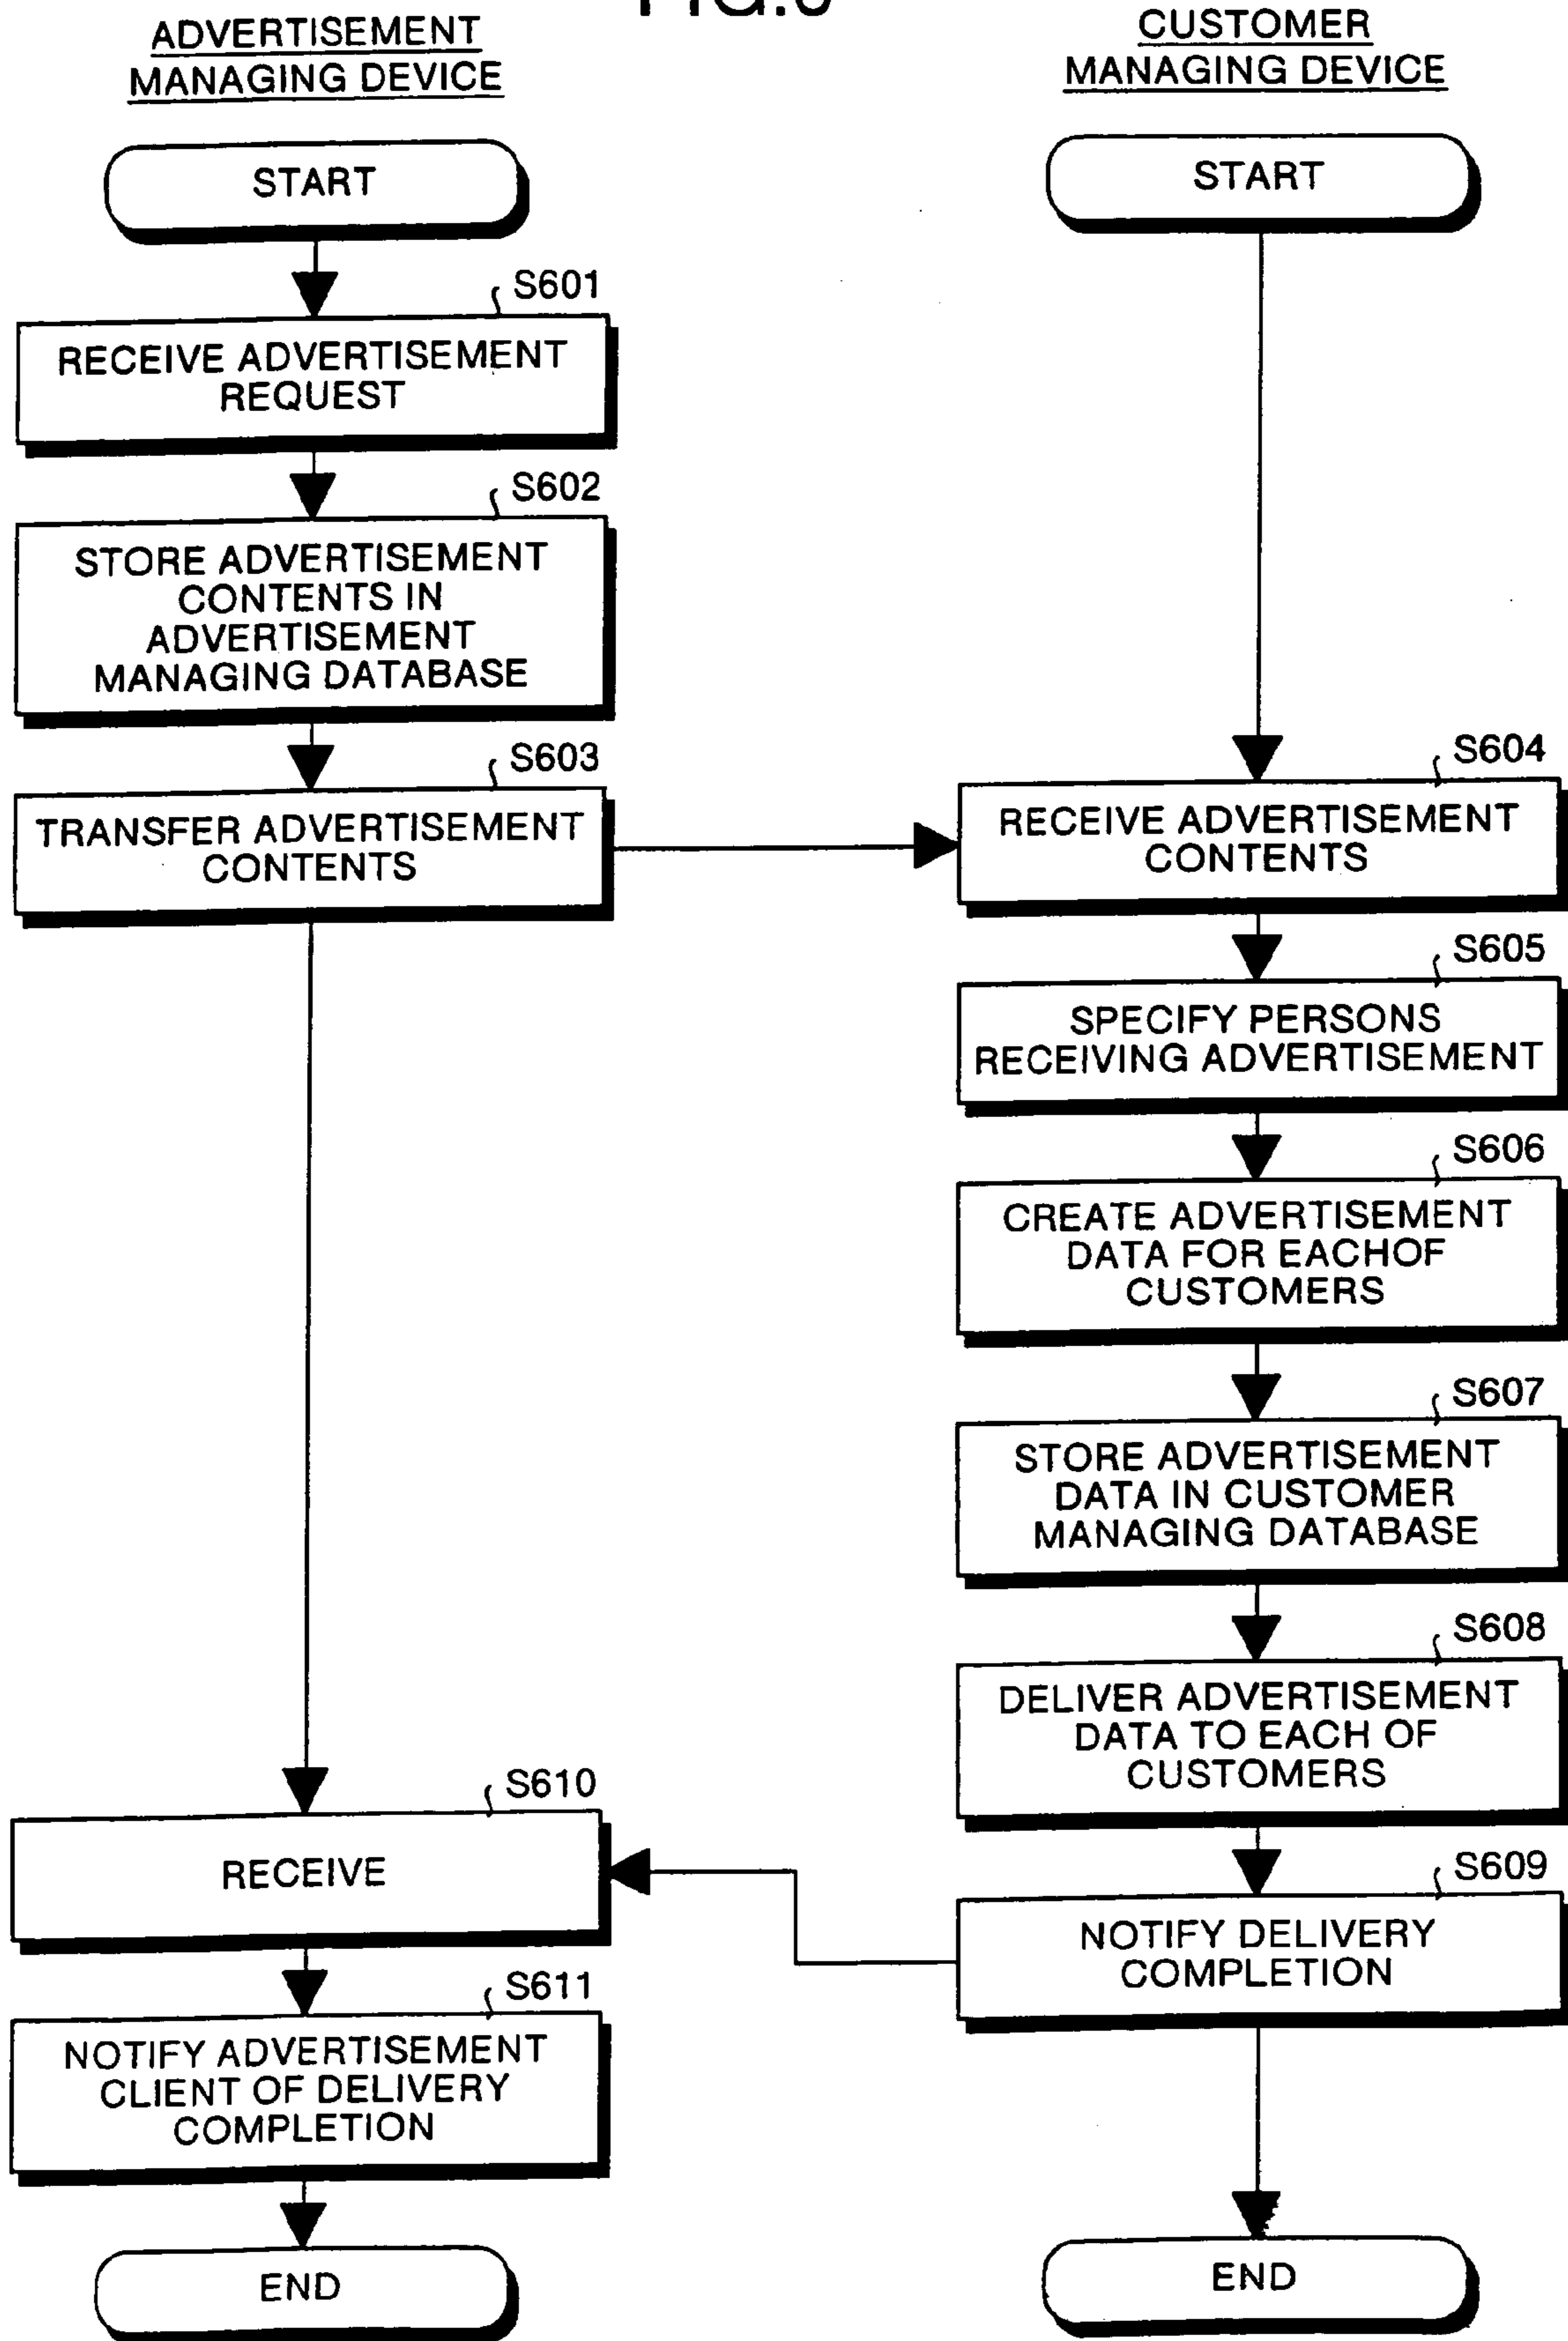 ADVERTISEMENT
MANAGING DEVICE
START
S601
RECEIVE ADVERTISEMENT
REQUEST
S602
STORE ADVERTISEMENT
CONTENTS IN
ADVERTISEMENT
MANAGING DATABASE
S603
TRANSFER ADVERTISEMENT
CONTENTS
S610
RECEIVE
S611
NOTIFY ADVERTISEMENT
CLIENT OF DELIVERY
COMPLETION
END
CUSTOMER
MANAGING DEVICE
START
S604
RECEIVE ADVERTISEMENT
CONTENTS
S605
SPECIFY PERSONS
RECEIVING ADVERTISEMENT
S606
CREATE ADVERTISEMENT
DATA FOR EACHOF
CUSTOMERS
S607
STORE ADVERTISEMENT
DATA IN CUSTOMER
MANAGING DATABASE
S608
DELIVER ADVERTISEMENT
DATA TO EACH OF
CUSTOMERS
S609
NOTIFY DELIVERY
COMPLETION
END